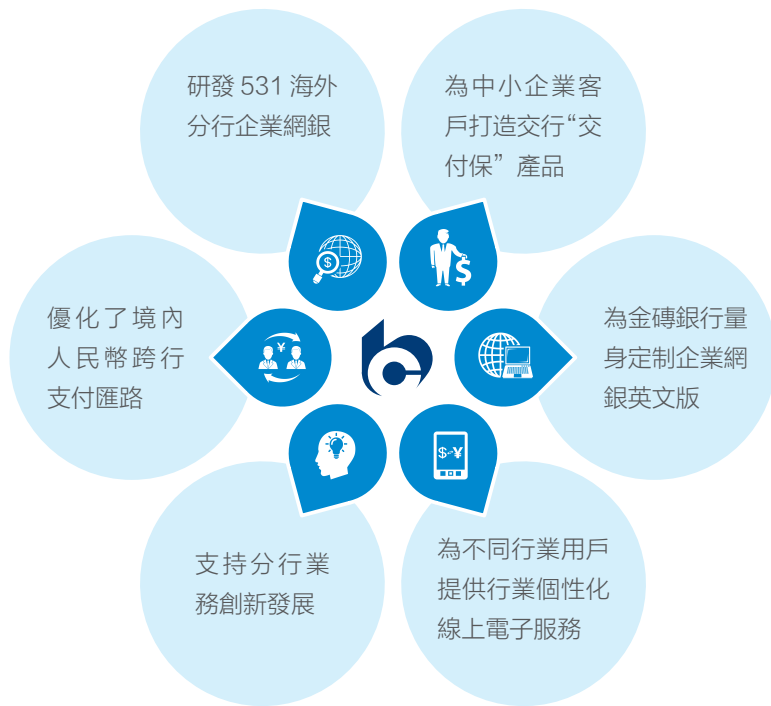 研發 531 海外
分行企業網銀
為中小企業客
戶打造交行“交
付保”產品
優化了境內
人民幣跨行
支付匯路
為金磚銀行量
身定制企業網
銀英文版
支持分行業
務創新發展
為不同行業用戶
提供行業個性化
線上電子服務
$
$
¥
$⇌¥